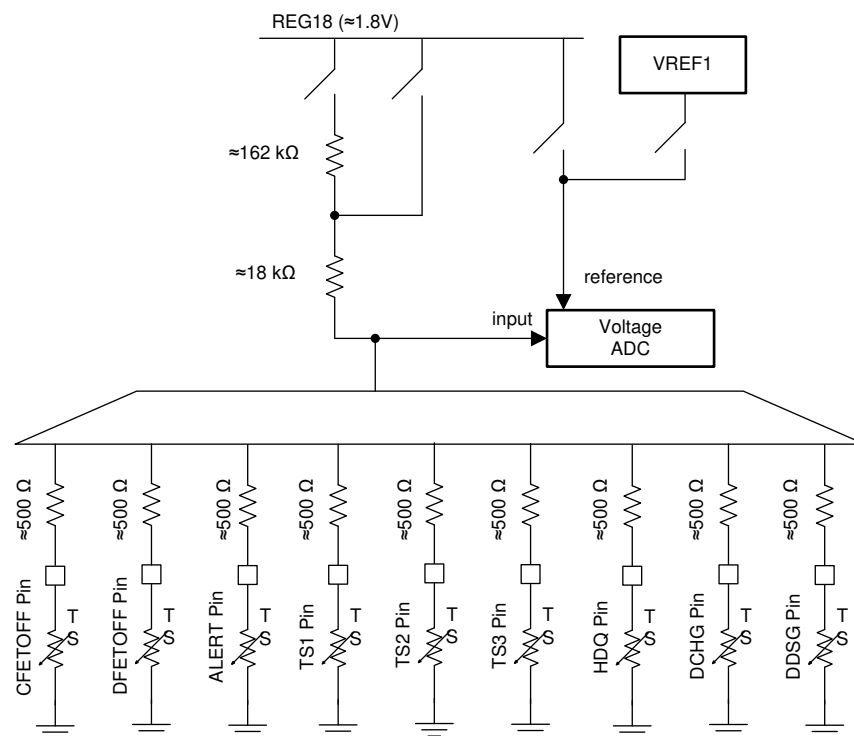 REG18 (≈1.8V)
VREF1
≈162 kΩ
≈18 kΩ
reference
input
Voltage
ADC
≈500 Ω
≈500 Ω
≈500 Ω
≈500 Ω
≈500 Ω
≈500 Ω
≈500 Ω
≈500 Ω
≈500 Ω
CFETOFF Pin
T
S
DFETOFF Pin
T
S
ALERT Pin
T
S
TS1 Pin
T
S
TS2 Pin
T
S
TS3 Pin
T
S
HDQ Pin
T
S
DCHG Pin
T
S
DDSG Pin
T
S